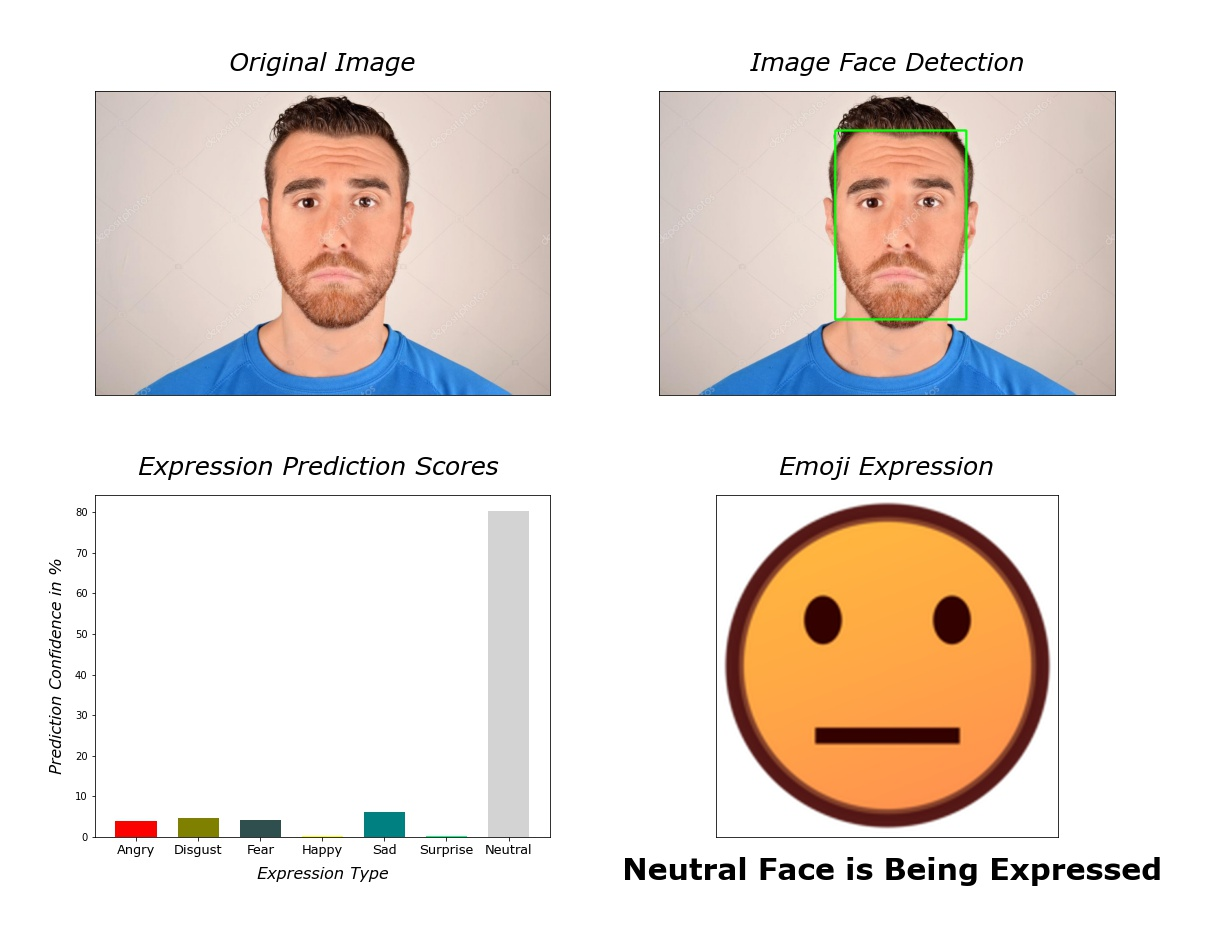 Original Image
Image Face Detection
depositphotos
Expression Prediction Scores
Emoji Expression
Prediction Confidence in %
80
70
60
50
40
30
20
10
0
Angry Disgust Fear Happy Sad Surprise Neutral
Expression Type
Neutral Face is Being Expressed